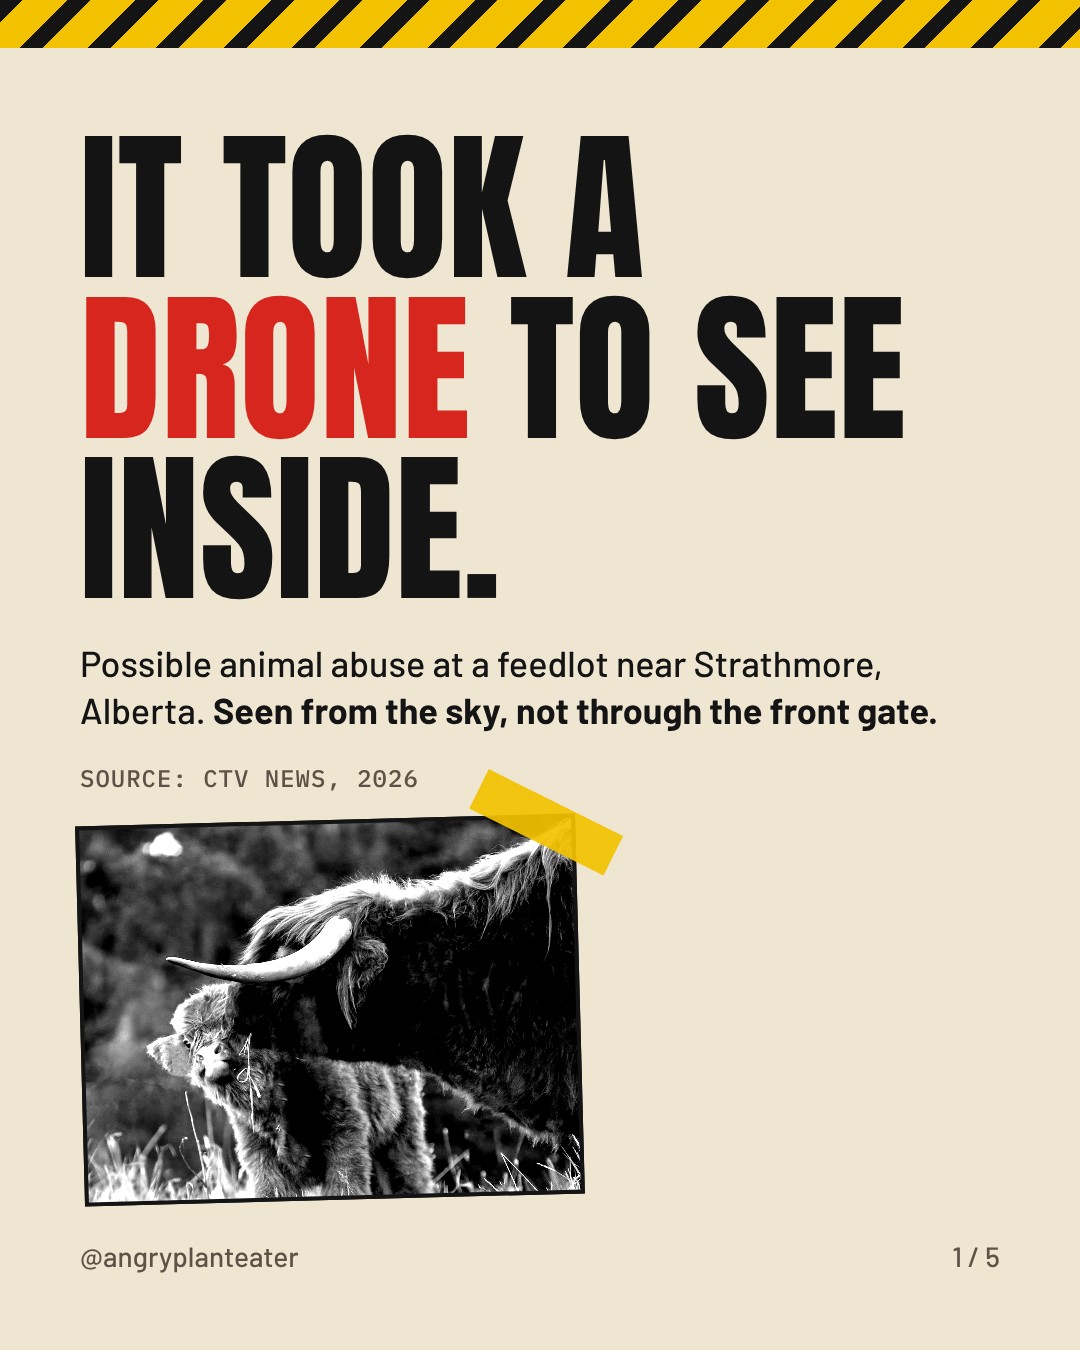 IT TOOK A
DRONE TO SEE
INSIDE.
Possible animal abuse at a feedlot near Strathmore,
Alberta. Seen from the sky, not through the front gate.
SOURCE: CTV NEWS, 2026
@angryplanteater
1 / 5